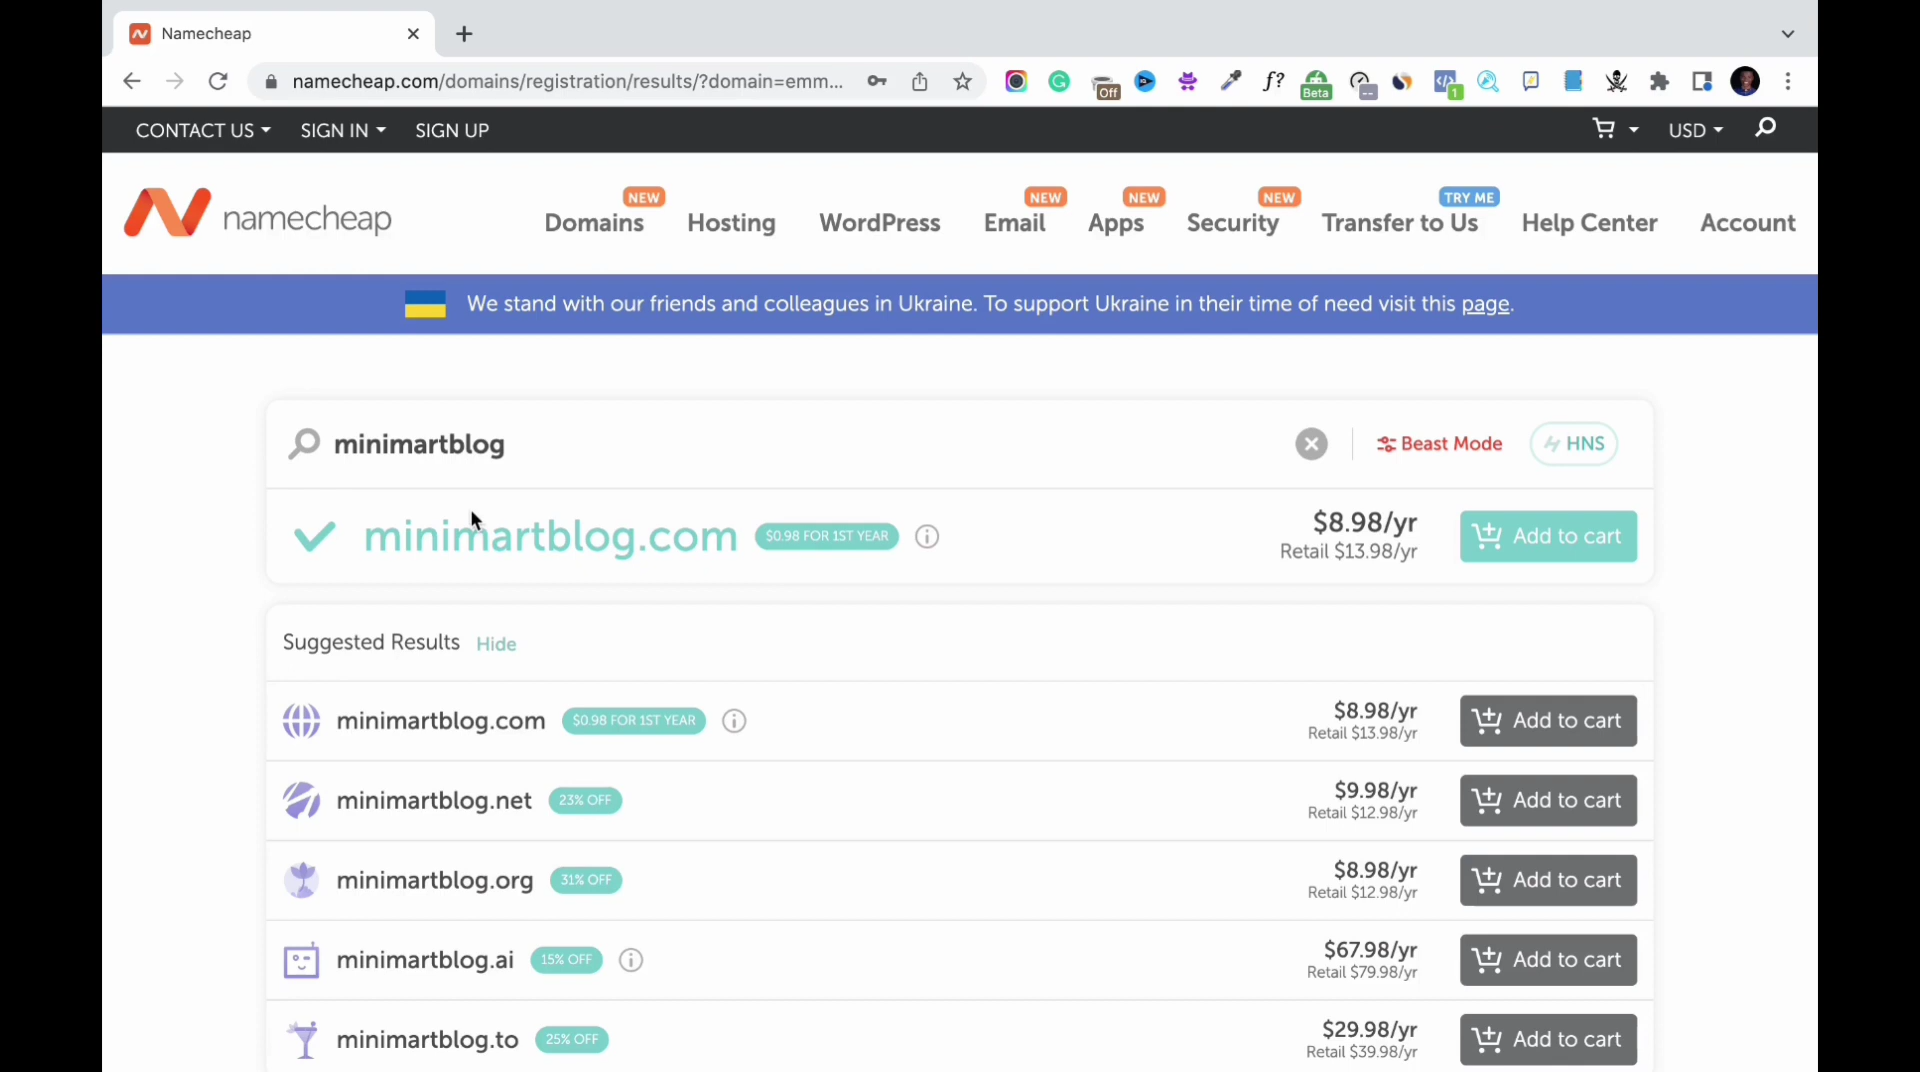 Namecheap
namecheap.com/domains/registration/results/?domain=emm...
Off
f?
Beta
--
1
CONTACT US SIGN IN SIGN UP USD
namecheap
NEW NEW NEW NEW TRY ME
Domains Hosting WordPress Email Apps Security Transfer to Us Help Center Account
We stand with our friends and colleagues in Ukraine. To support Ukraine in their time of need visit this page.
minimartblog Beast Mode HNS
minimartblog.com $0.98 FOR 1ST YEAR $8.98/yr Add to cart
Retail $13.98/yr
Suggested Results Hide
minimartblog.com $0.98 FOR 1ST YEAR $8.98/yr Add to cart
Retail $13.98/yr
minimartblog.net 23% OFF $9.98/yr Add to cart
Retail $12.98/yr
minimartblog.org 31% OFF $8.98/yr Add to cart
Retail $12.98/yr
minimartblog.ai 15% OFF $67.98/yr Add to cart
Retail $79.98/yr
minimartblog.to 25% OFF $29.98/yr Add to cart
Retail $39.98/yr